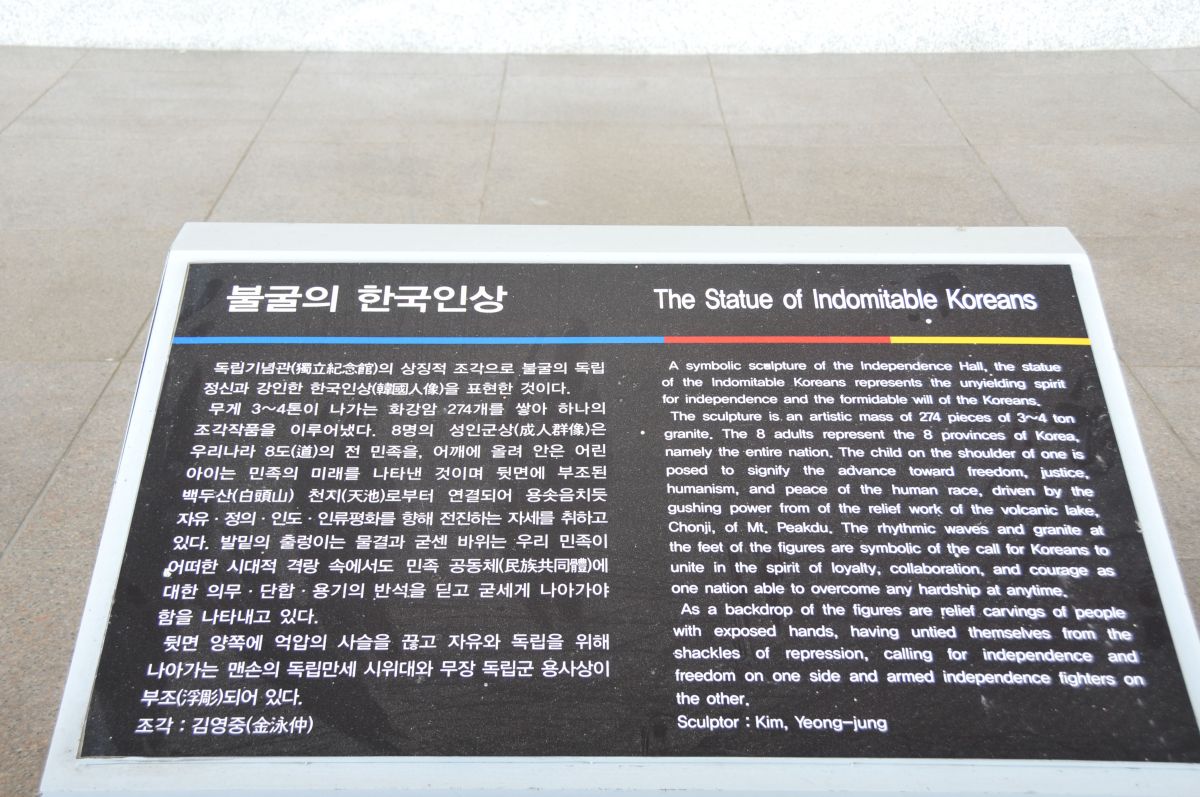 불굴의 한국인상
독립기념관(獨立紀念館)의 상징적 조각으로 불굴의 독립
정신과 강인한 한국인상(韓國人像)을 표현한 것이다.
무게 3~4톤이 나가는 화강암 274개를 쌓아 하나의
조각작품을 이루어냈다. 8명의 성인군상(成人群像)은
우리나라 8도(道)의 전 민족을, 어깨에 올려 안은 어린
아이는 민족의 미래를 나타낸 것이며 뒷면에 부조된
백두산(白頭山) 천지(天池)로부터 연결되어 용솟음치듯
자유·정의·인도·인류평화를 향해 전진하는 자세를 취하고
있다. 발밑의 출렁이는 물결과 굳센 바위는 우리 민족이
어떠한 시대적 격랑 속에서도 민족 공동체(民族共同體)에
대한 의무·단합·용기의 반석을 딛고 굳세게 나아가야
함을 나타내고 있다.
뒷면 양쪽에 억압의 사슬을 끊고 자유와 독립을 위해
나아가는 맨손의 독립만세 시위대와 무장 독립군 용사상이
부조(浮彫)되어 있다.
조각 : 김영중(金泳仲)
The Statue of Indomitable Koreans
A symbolic sculpture of the Independence Hall, the statue
of the Indomitable Koreans represents the unyielding spirit
for independence and the formidable will of the Koreans.
The sculpture is an artistic mass of 274 pieces of 3~4 ton
granite. The 8 adults represent the 8 provinces of Korea,
namely the entire nation. The child on the shoulder of one is
posed to signify the advance toward freedom, justice,
humanism, and peace of the human race, driven by the
gushing power from of the relief work of the volcanic lake,
Chonji, of Mt. Peakdu. The rhythmic waves and granite at
the feet of the figures are symbolic of the call for Koreans to
unite in the spirit of loyalty, collaboration, and courage as
one nation able to overcome any hardship at anytime.
As a backdrop of the figures are relief carvings of people
with exposed hands, having untied themselves from the
shackles of repression, calling for independence and
freedom on one side and armed independence fighters on
the other.
Sculptor : Kim, Yeong-jung